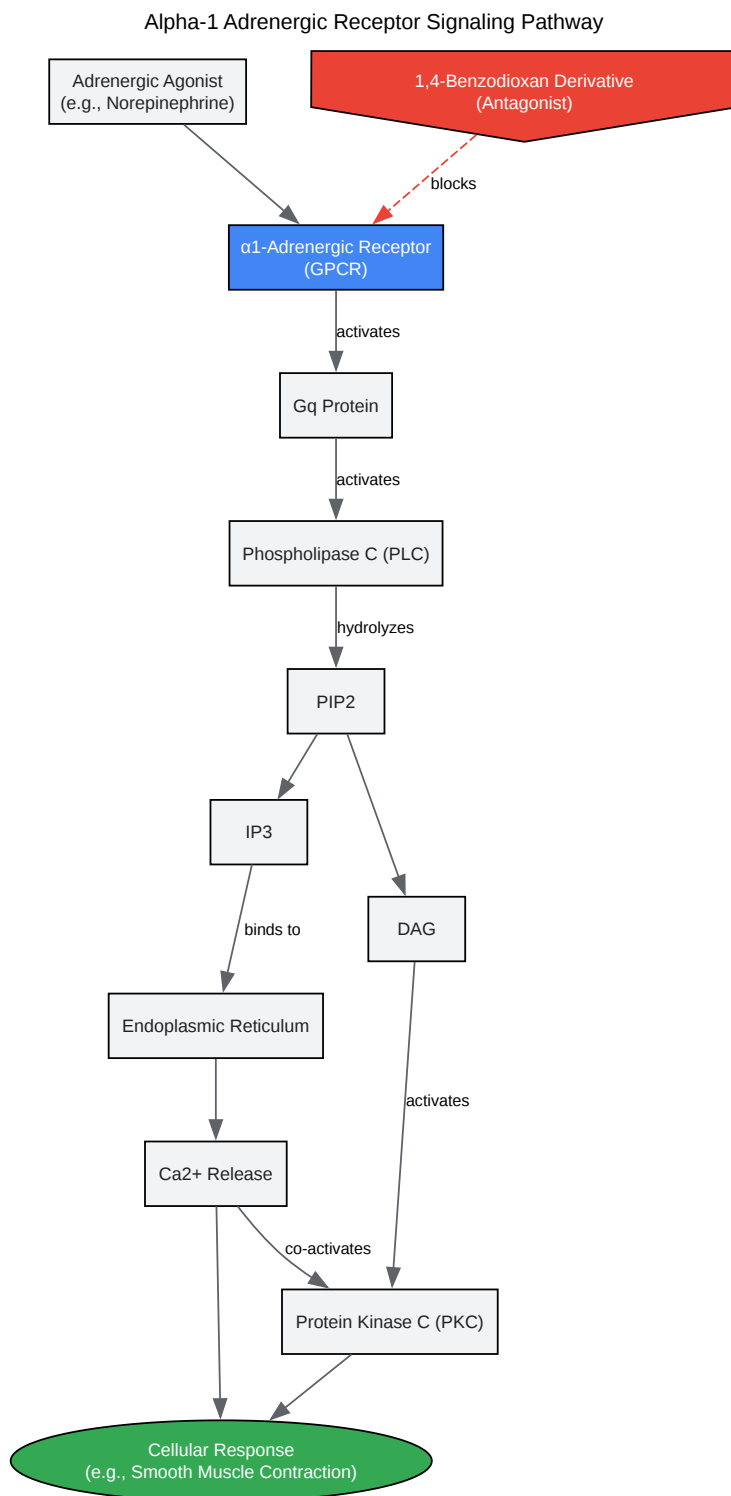 Alpha-1 Adrenergic Receptor Signaling Pathway
Adrenergic Agonist
(e.g., Norepinephrine)
1,4-Benzodioxan Derivative
(Antagonist)
blocks
α1-Adrenergic Receptor
(GPCR)
activates
Gq Protein
activates
Phospholipase C (PLC)
hydrolyzes
PIP2
IP3
DAG
binds to
Endoplasmic Reticulum
activates
Ca2+ Release
co-activates
Protein Kinase C (PKC)
Cellular Response
(e.g., Smooth Muscle Contraction)